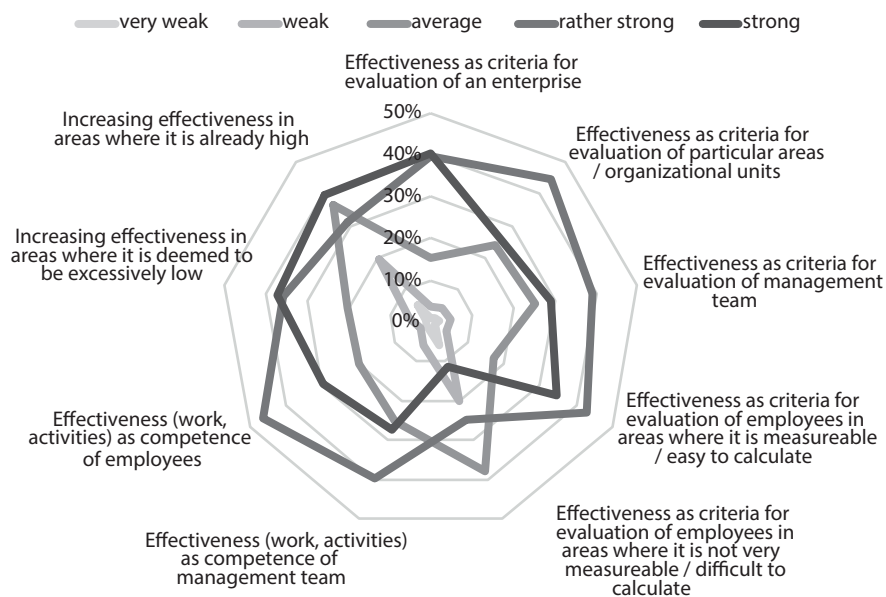 very weak weak average rather strong strong
Effectiveness as criteria for
evaluation of an enterprise
Effectiveness as criteria for
evaluation of particular areas
/ organizational units
Effectiveness as criteria for
evaluation of management
team
Effectiveness as criteria for
evaluation of employees in
areas where it is measureable
/ easy to calculate
Effectiveness as criteria for
evaluation of employees in
areas where it is not very
measureable / difficult to
calculate
Effectiveness (work, activities)
as competence of
management team
Effectiveness (work,
activities) as competence
of employees
Increasing effectiveness in
areas where it is deemed to
be excessively low
Increasing effectiveness in
areas where it is already high
50%
40%
30%
20%
10%
0%